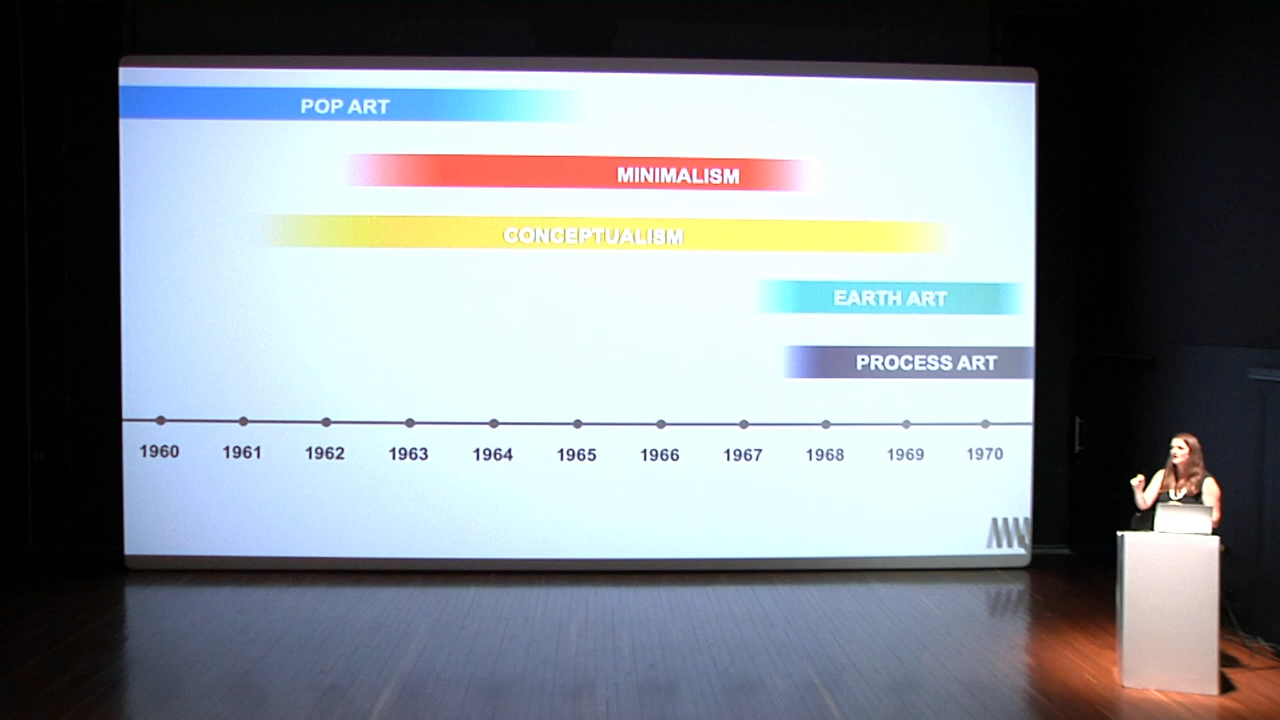 POP ART
MINIMALISM
CONCEPTUALISM
EARTH ART
PROCESS ART
1960 1961 1962 1963 1964 1965 1966 1967 1968 1969 1970